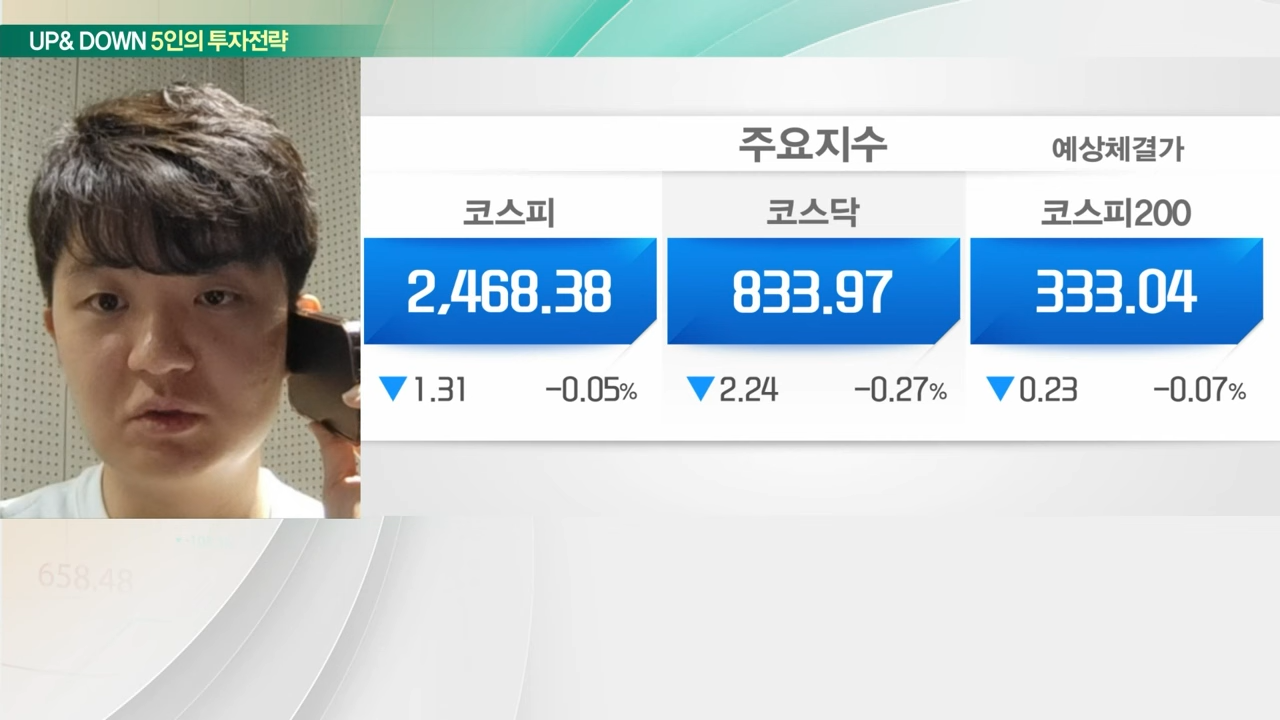 UP& DOWN 5인의 투자전략
주요지수 예상체결가
코스피 코스닥 코스피200
2,468.38 833.97 333.04
▼1.31 -0.05% ▼2.24 -0.27% ▼0.23 -0.07%
658.48